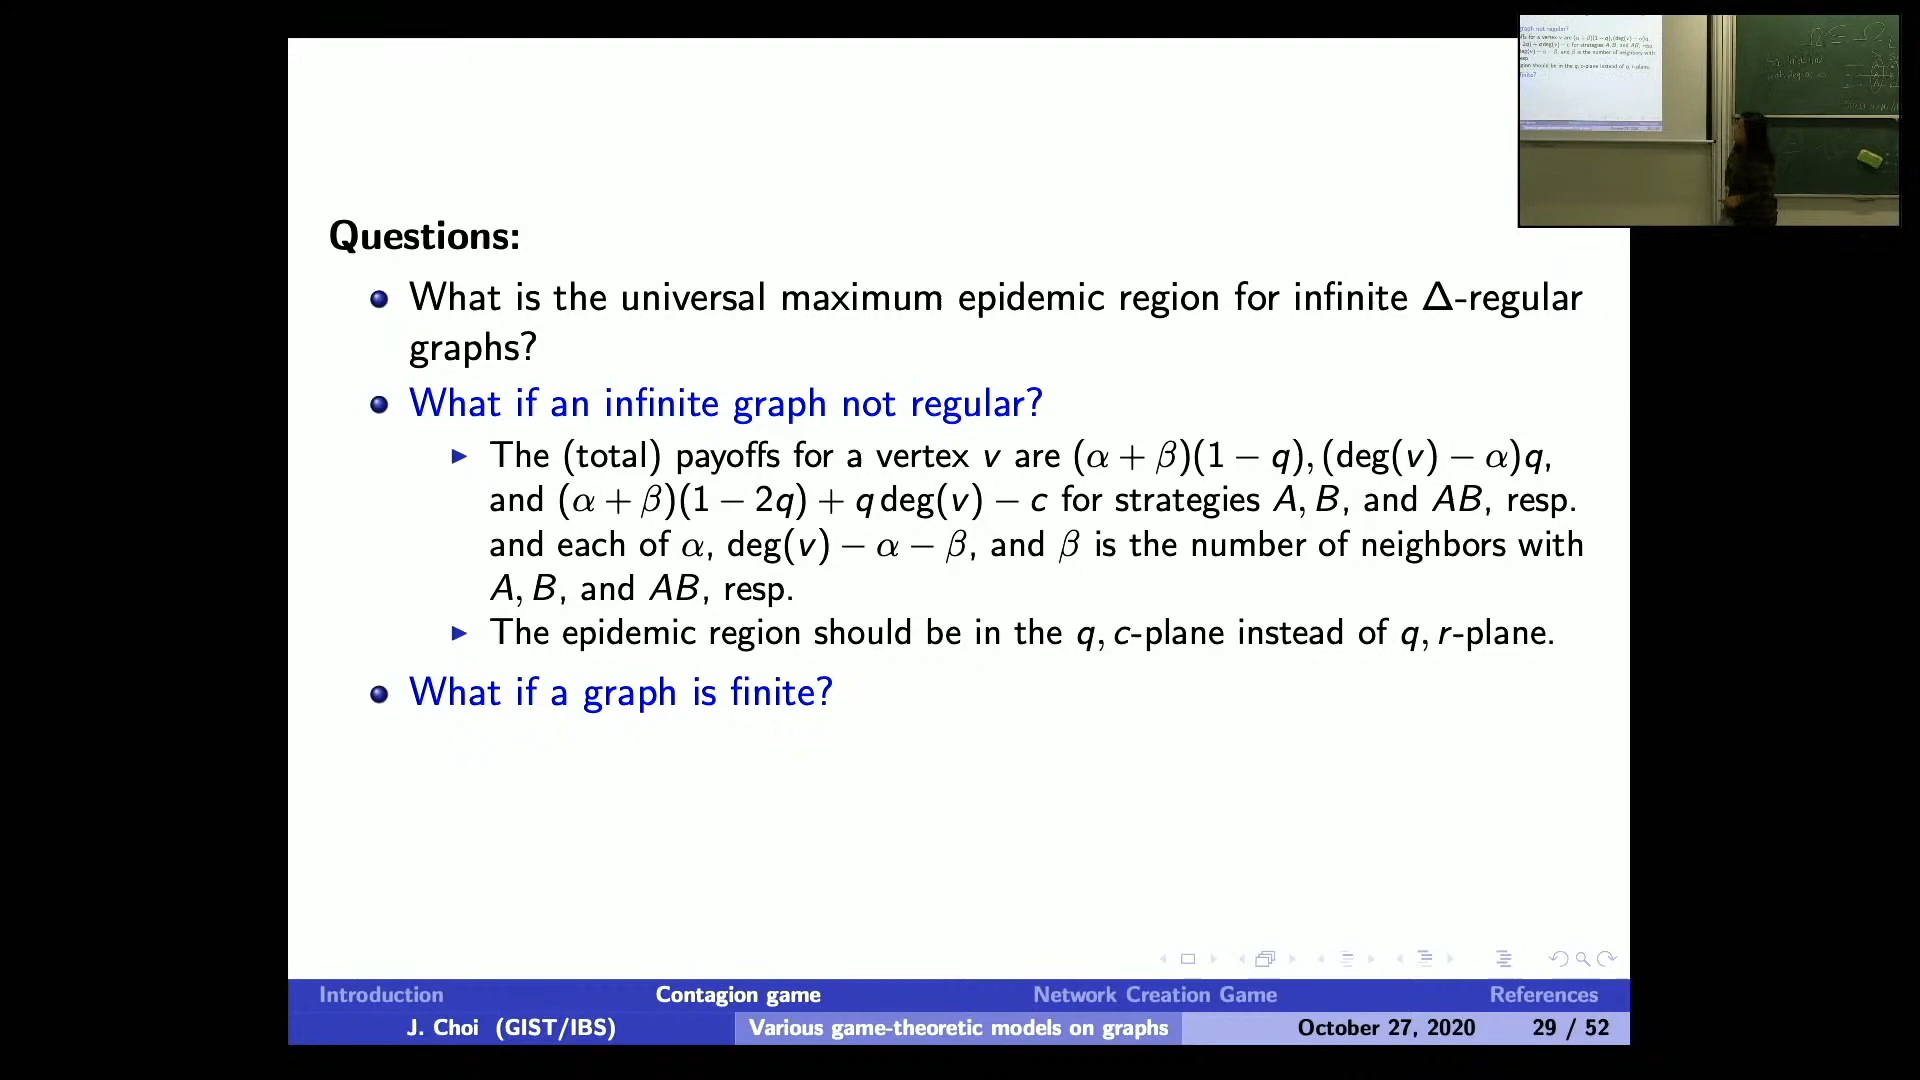 Questions:
What is the universal maximum epidemic region for infinite Δ-regular
graphs?
What if an infinite graph not regular?
The (total) payoffs for a vertex v are (α + β)(1 − q), (deg(v) − α)q,
and (α + β)(1 − 2q) + q deg(v) − c for strategies A, B, and AB, resp.
and each of α, deg(v) − α − β, and β is the number of neighbors with
A, B, and AB, resp.
The epidemic region should be in the q, c-plane instead of q, r-plane.
What if a graph is finite?
Introduction Contagion game Network Creation Game References
J. Choi (GIST/IBS) Various game-theoretic models on graphs October 27, 2020 29 / 52